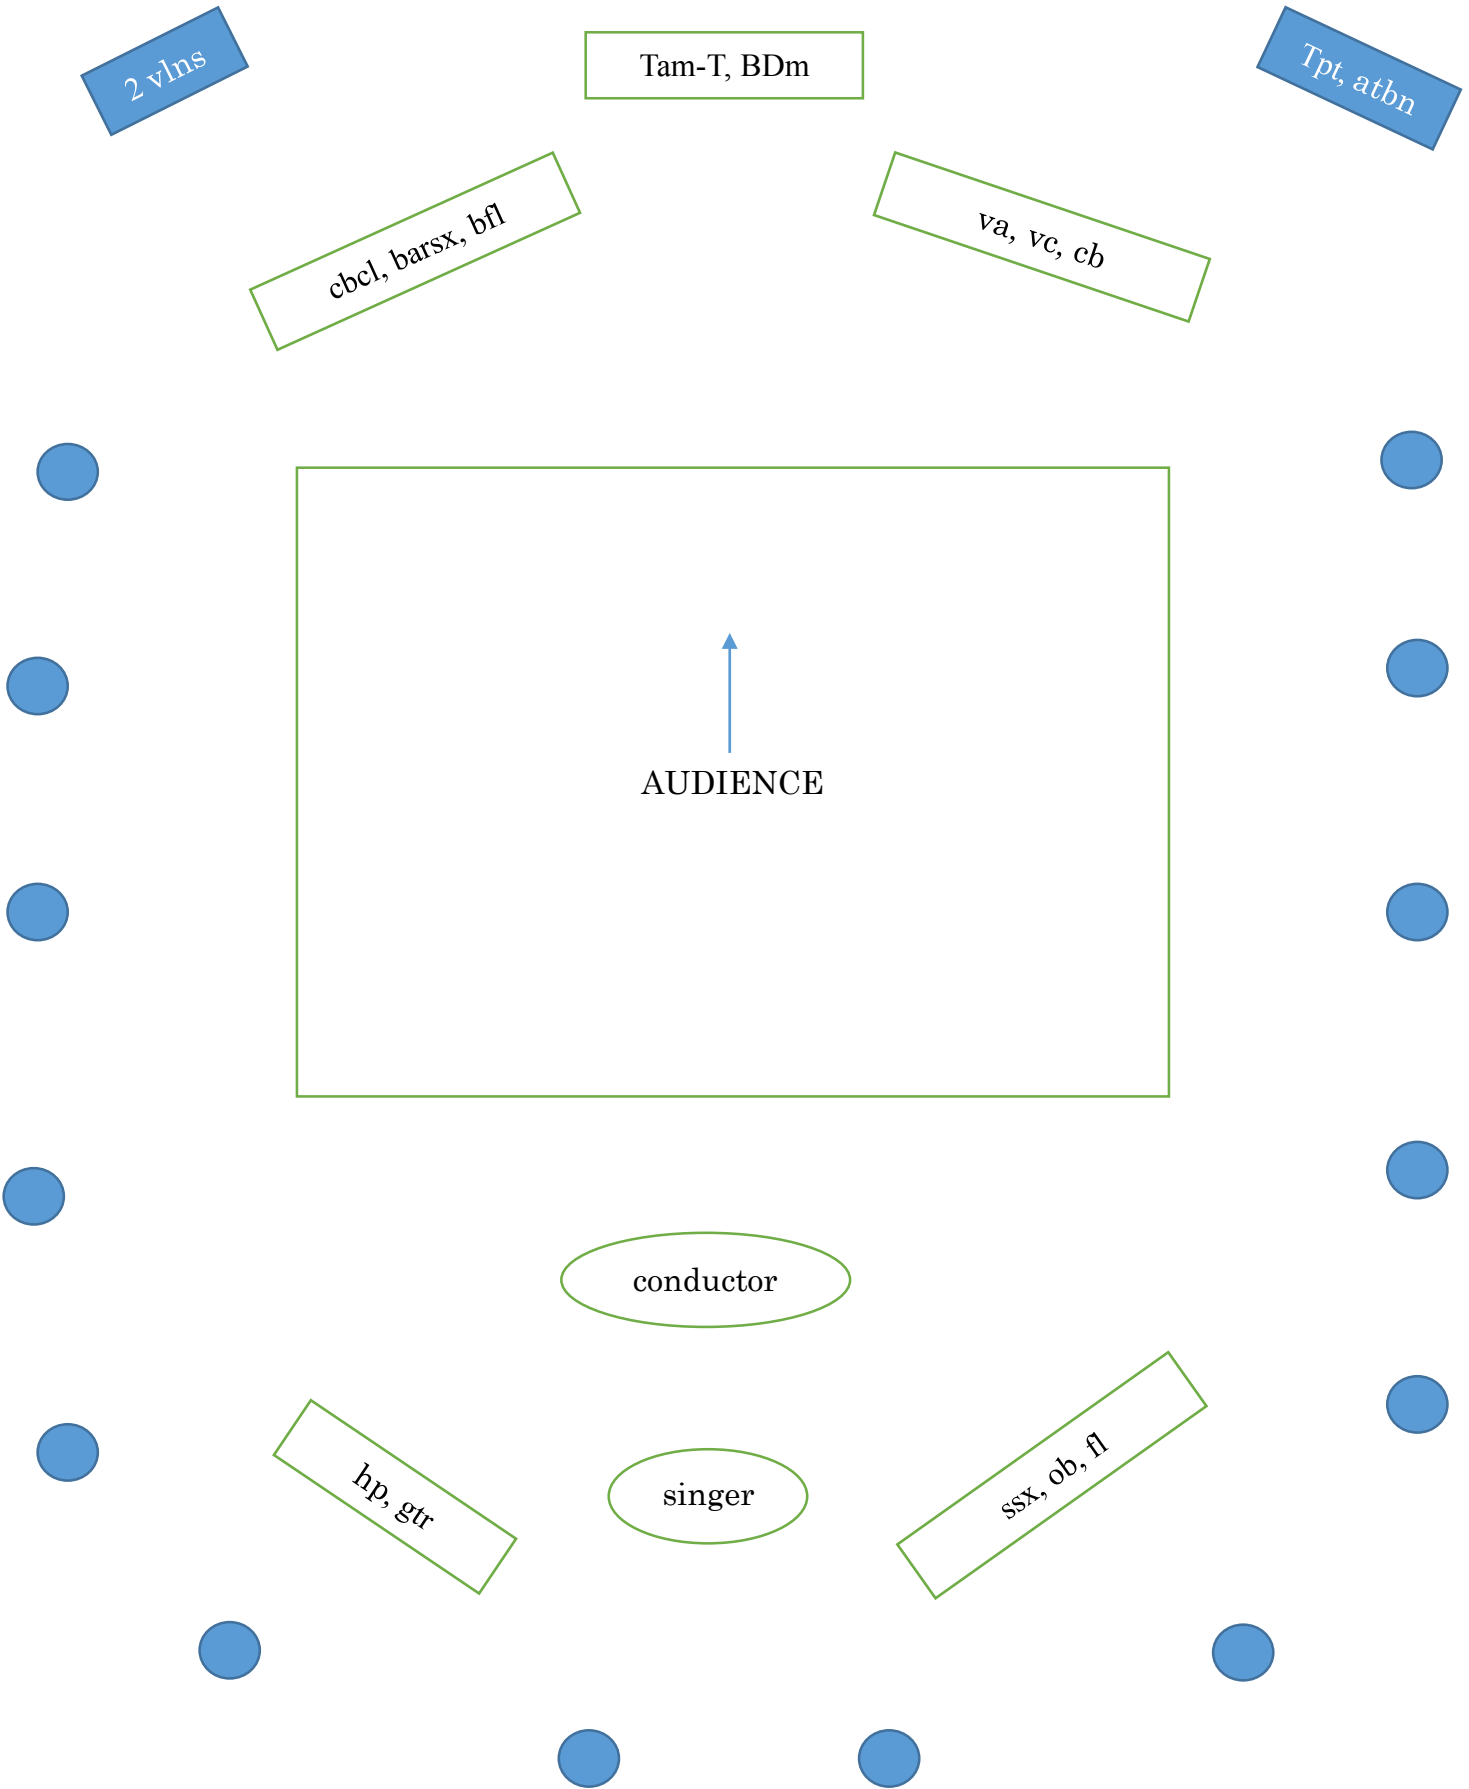 2 vlns
Tam-T, BDm
Tpt, atbn
cbcl, barsx, bfl
va, vc, cb
AUDIENCE
conductor
hp, gtr
singer
ssx, ob, fl